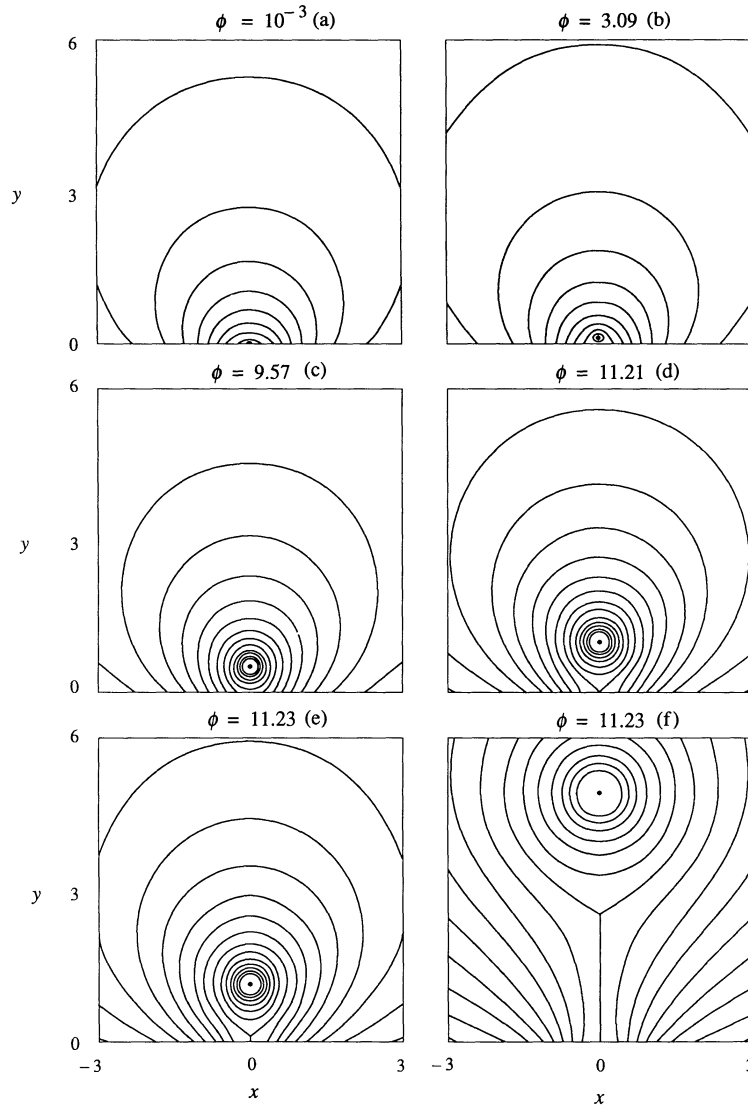 ϕ = 10⁻³ (a)
ϕ = 3.09 (b)
6
3
0
y
ϕ = 9.57 (c)
ϕ = 11.21 (d)
6
3
0
y
ϕ = 11.23 (e)
ϕ = 11.23 (f)
6
3
0
y
−3
0
3
−3
0
3
x
x